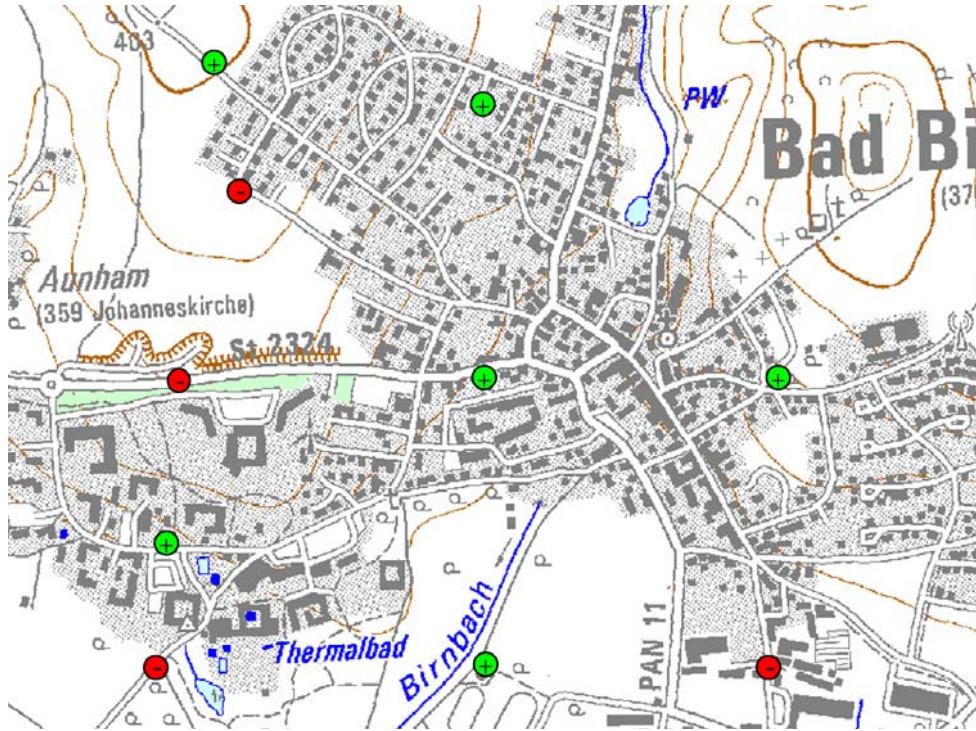 403
PW
Bad Bi
(37
Aunham
(359 Johanneskirche)
St 2324
+
+
-
-
+
+
+
Thermalbad
Birnbach
PAN 11
-
+
-